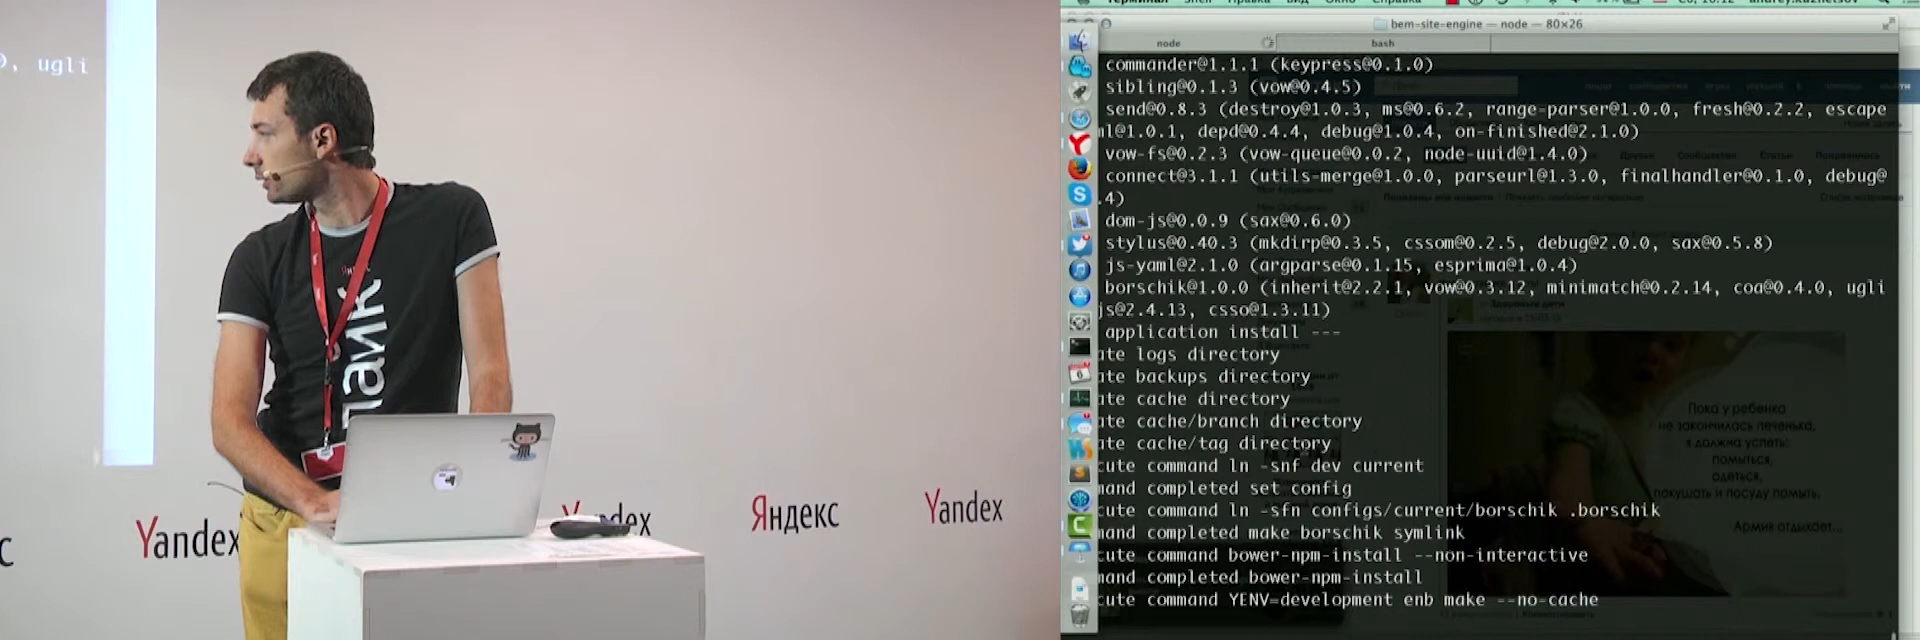 , ugli
Яндекс
лайк
Yandex
Яндекс
Yandex
bem-site-engine — node — 80×26
node
bash
commander@1.1.1 (keypress@0.1.0)
sibling@0.1.3 (vow@0.4.5)
send@0.8.3 (destroy@1.0.3, ms@0.6.2, range-parser@1.0.0, fresh@0.2.2, escape
l@1.0.1, depd@0.4.4, debug@1.0.4, on-finished@2.1.0)
vow-fs@0.2.3 (vow-queue@0.0.2, node-uuid@1.4.0)
connect@3.1.1 (utils-merge@1.0.0, parseurl@1.3.0, finalhandler@0.1.0, debug@
.4)
dom-js@0.0.9 (sax@0.6.0)
stylus@0.40.3 (mkdirp@0.3.5, cssom@0.2.5, debug@2.0.0, sax@0.5.8)
js-yaml@2.1.0 (argparse@0.1.15, esprima@1.0.4)
borschik@1.0.0 (inherit@2.2.1, vow@0.3.12, minimatch@0.2.14, coa@0.4.0, ugli
js@2.4.13, csso@1.3.11)
application install ---
ate logs directory
ate backups directory
ate cache directory
ate cache/branch directory
ate cache/tag directory
cute command ln -snf dev current
mand completed set config
cute command ln -sfn configs/current/borschik .borschik
mand completed make borschik symlink
cute command bower-npm-install --non-interactive
mand completed bower-npm-install
cute command YENV=development enb make --no-cache
Пока у ребенка
не закончилась печенька,
я должна успеть:
помыться,
одеться,
покушать и посуду помыть.
Армия отдыхает...